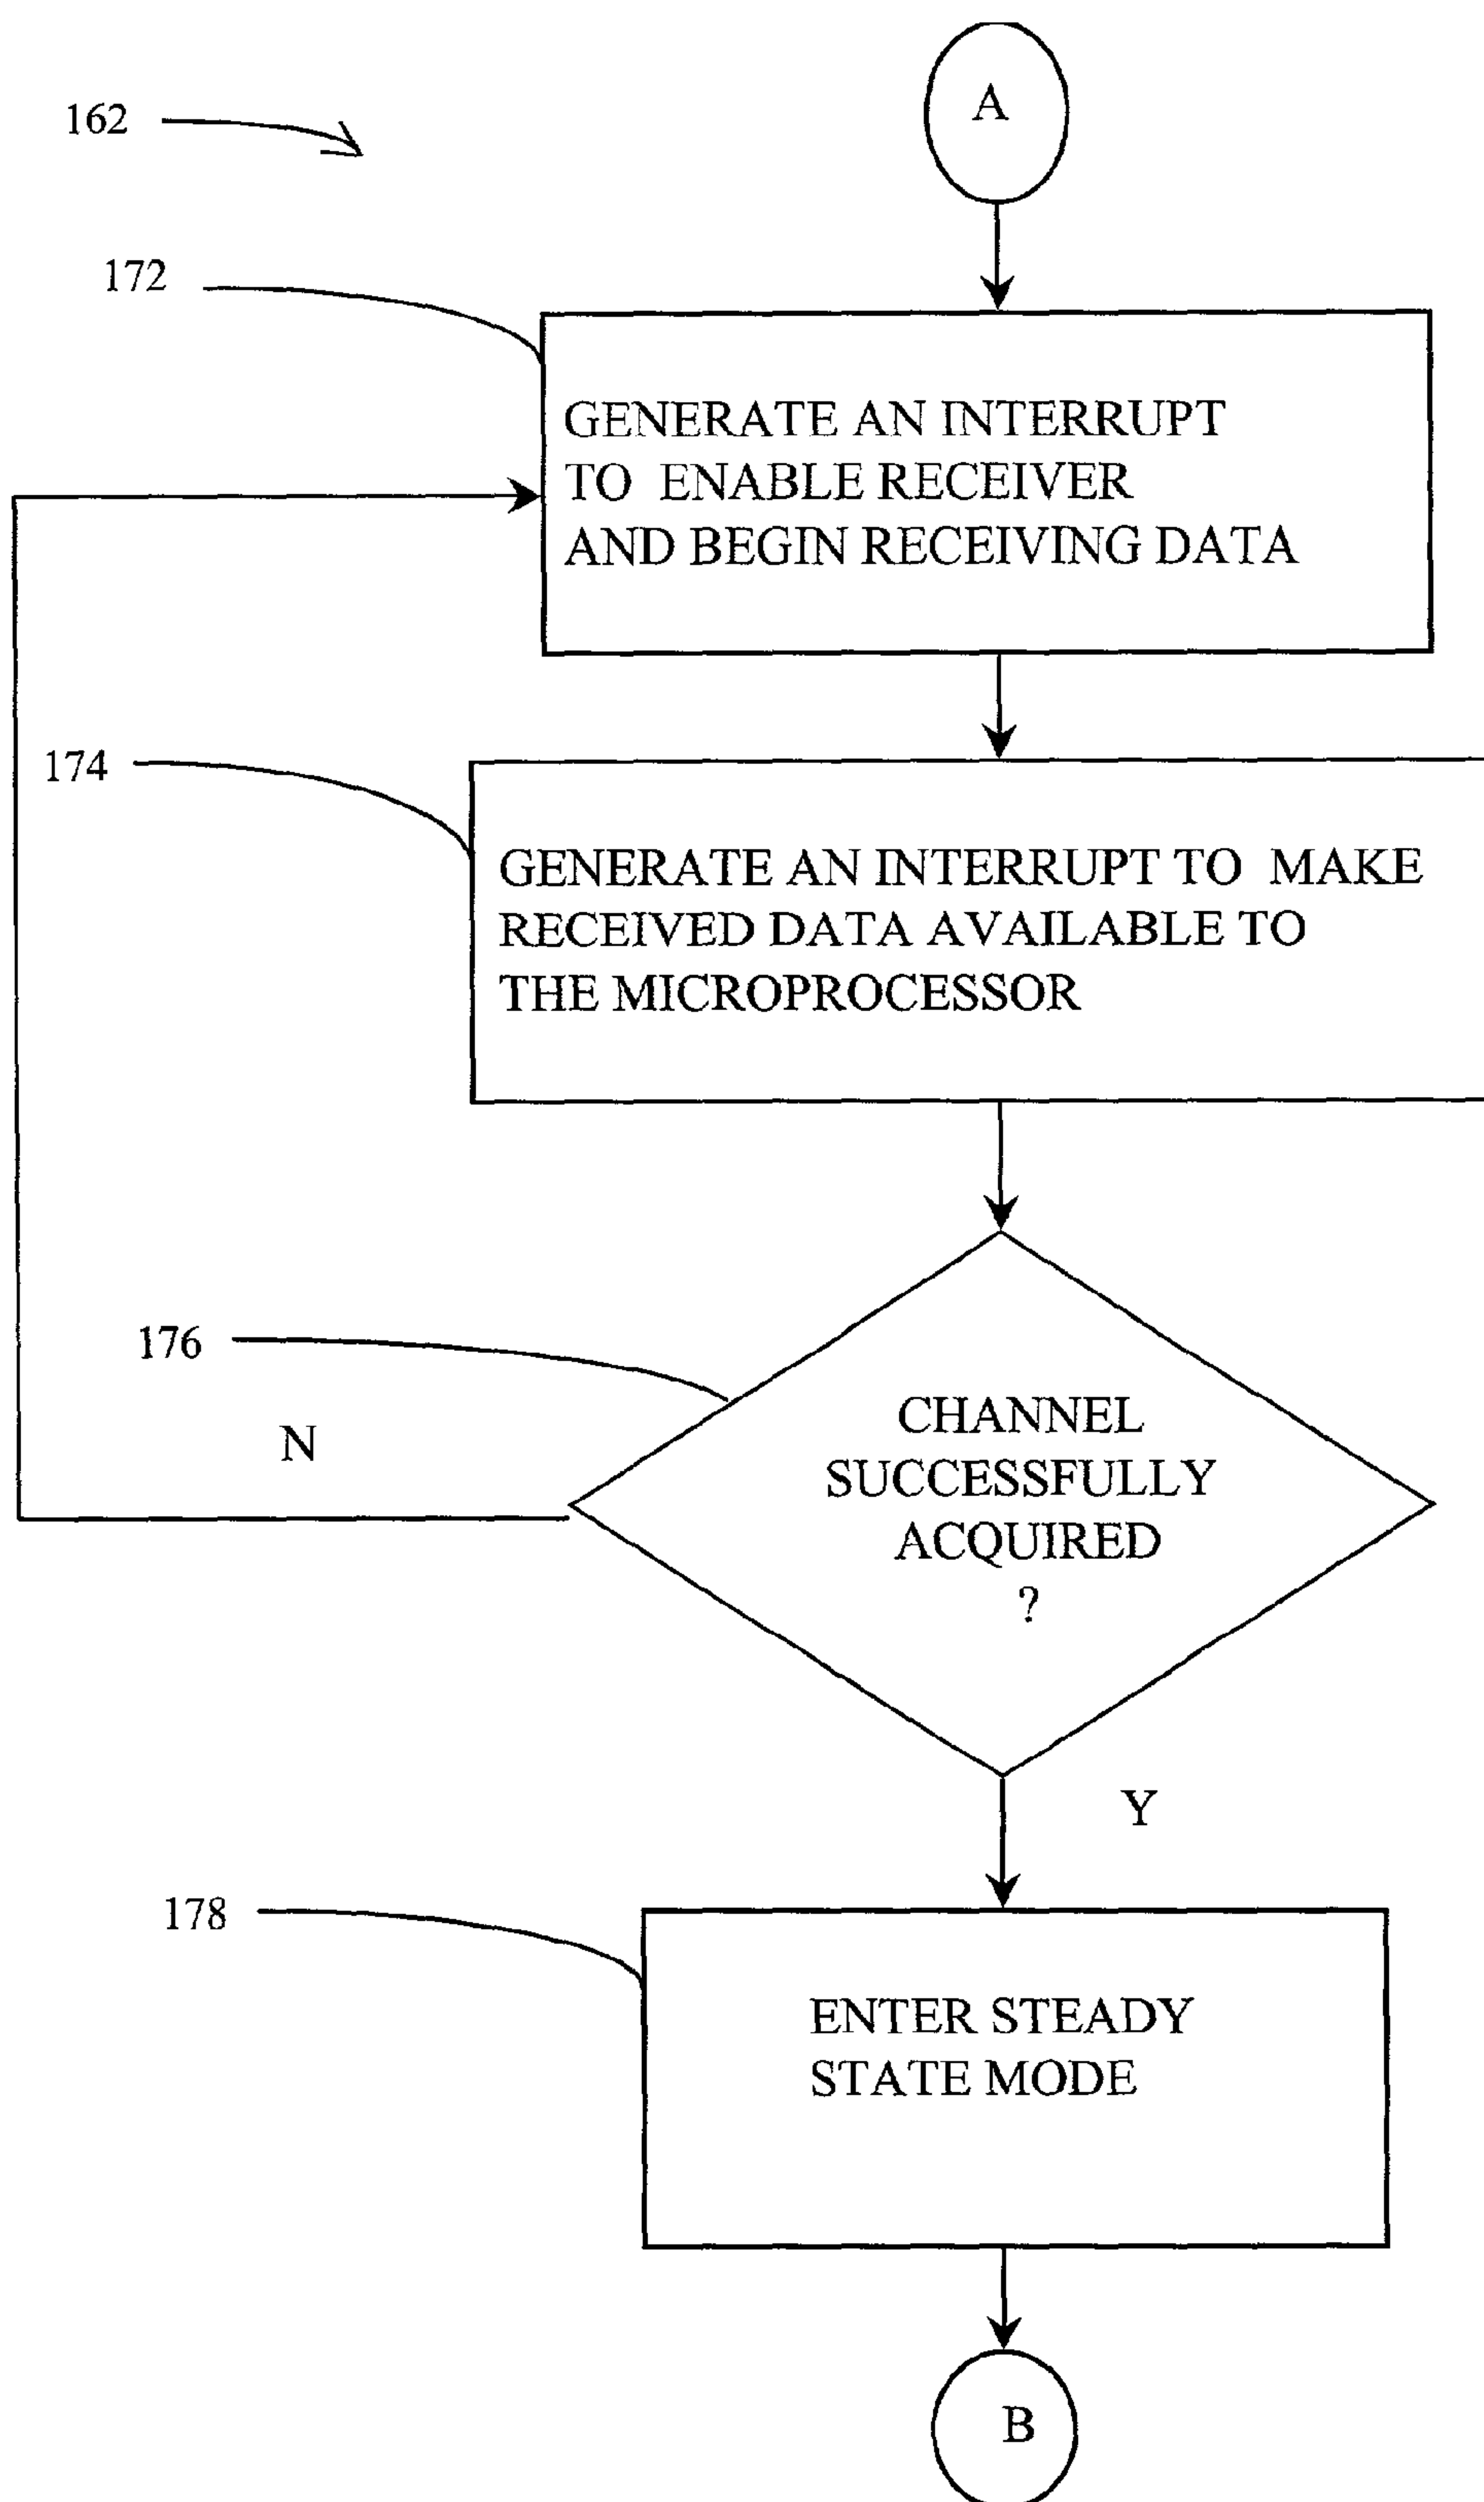 A
162
172
GENERATE AN INTERRUPT
TO ENABLE RECEIVER
AND BEGIN RECEIVING DATA
174
GENERATE AN INTERRUPT TO MAKE
RECEIVED DATA AVAILABLE TO
THE MICROPROCESSOR
176
N
CHANNEL
SUCCESSFULLY
ACQUIRED
?
Y
178
ENTER STEADY
STATE MODE
B